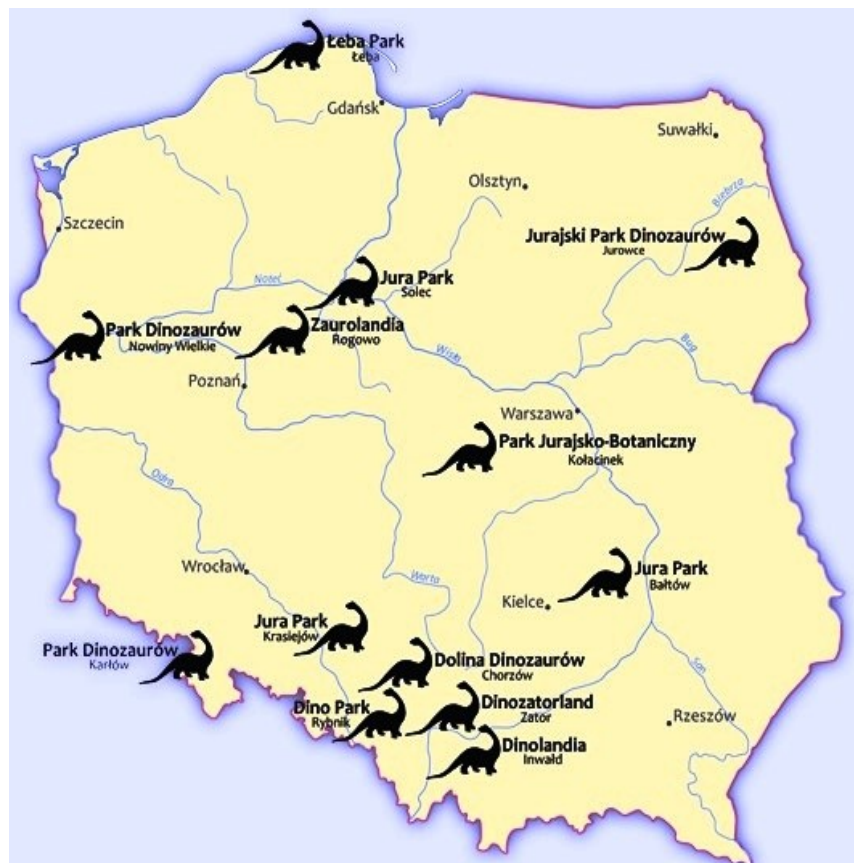 Łeba Park
Łeba
Gdańsk
Suwałki
Olsztyn
Biebrza
Szczecin
Jurajski Park Dinozaurów
Jurowce
Noteć
Jura Park
Solec
Park Dinozaurów
Nowiny Wielkie
Zaurolandia
Rogowo
Wisła
Bug
Poznań
Warszawa
Park Jurajsko-Botaniczny
Kołacinek
Odra
Wrocław
Warta
Kielce
Jura Park
Bałtów
Jura Park
Krasiejów
Park Dinozaurów
Karłów
Dolina Dinozaurów
Chorzów
San
Dino Park
Rybnik
Dinozatorland
Zator
Rzeszów
Dinolandia
Inwałd